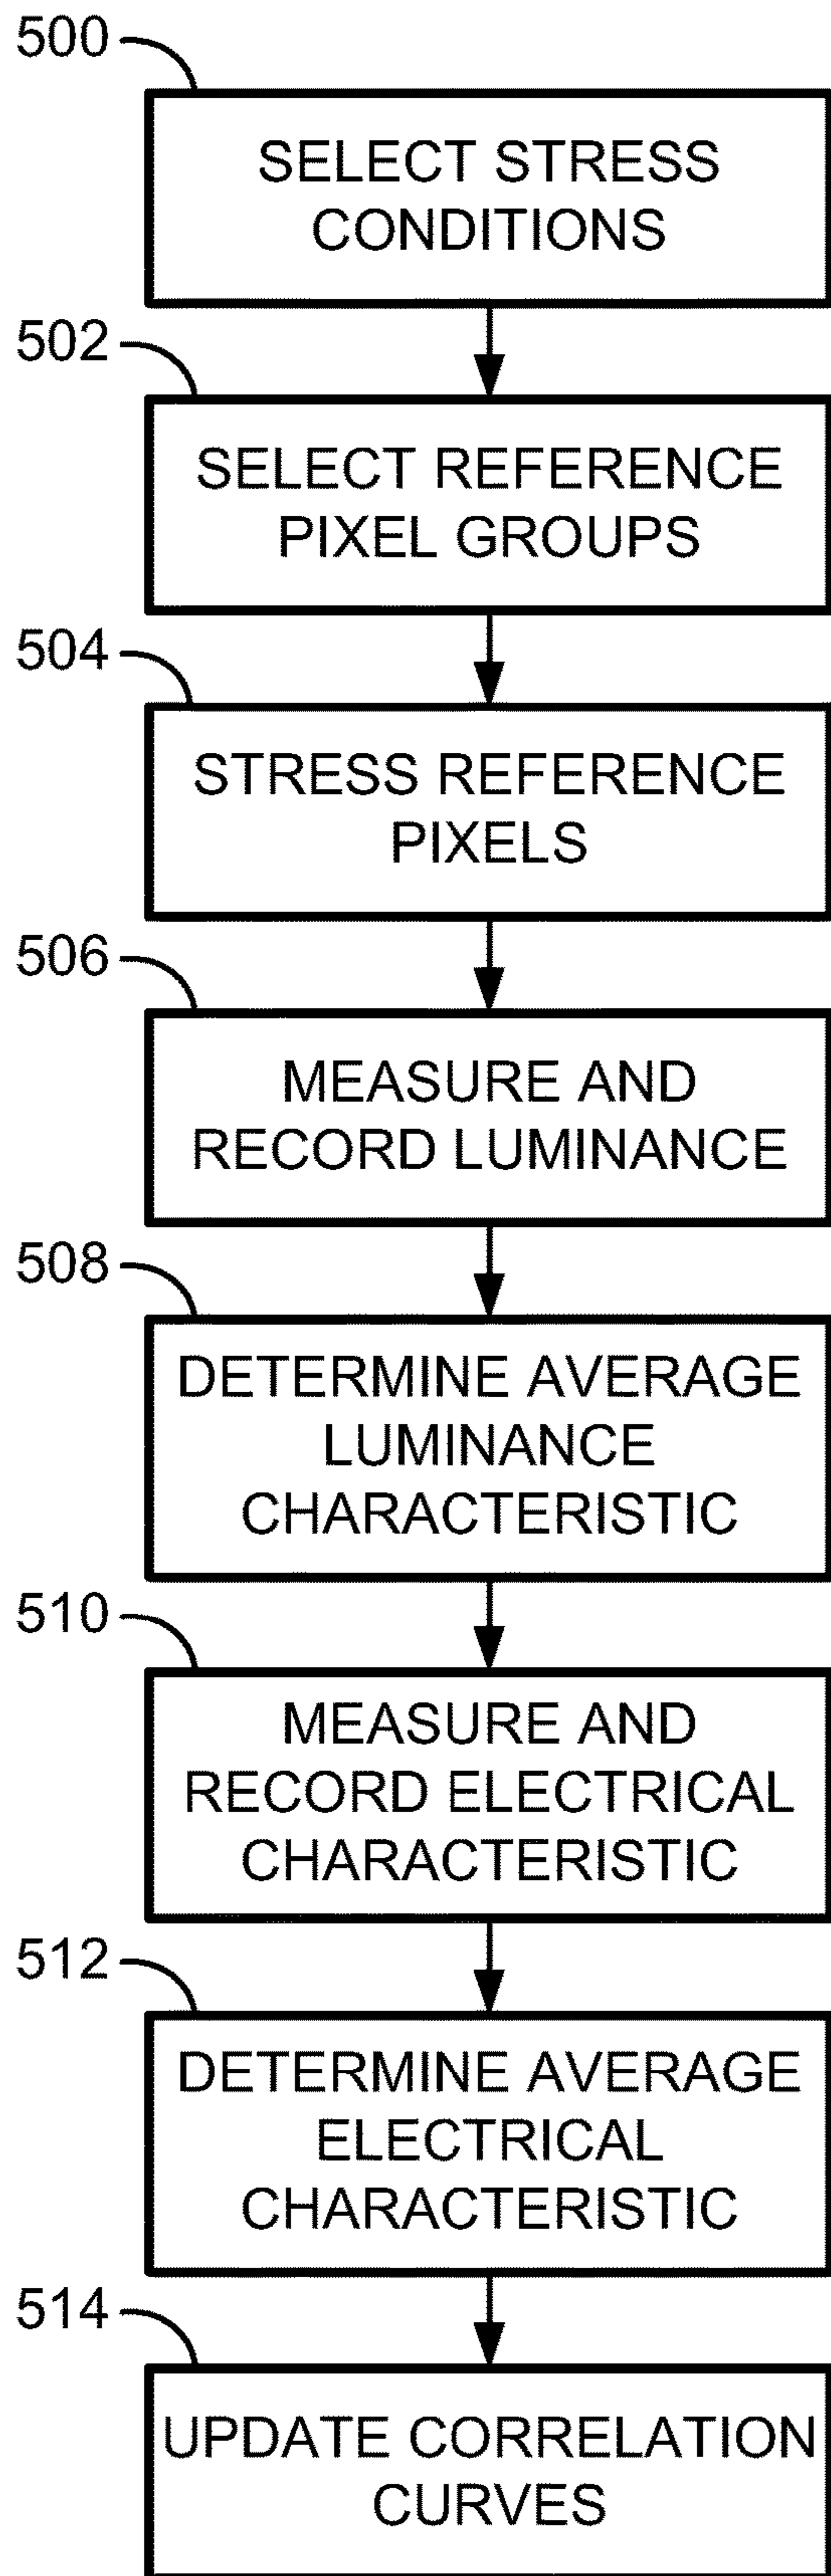 500
SELECT STRESS
CONDITIONS
502
SELECT REFERENCE
PIXEL GROUPS
504
STRESS REFERENCE
PIXELS
506
MEASURE AND
RECORD LUMINANCE
508
DETERMINE AVERAGE
LUMINANCE
CHARACTERISTIC
510
MEASURE AND
RECORD ELECTRICAL
CHARACTERISTIC
512
DETERMINE AVERAGE
ELECTRICAL
CHARACTERISTIC
514
UPDATE CORRELATION
CURVES